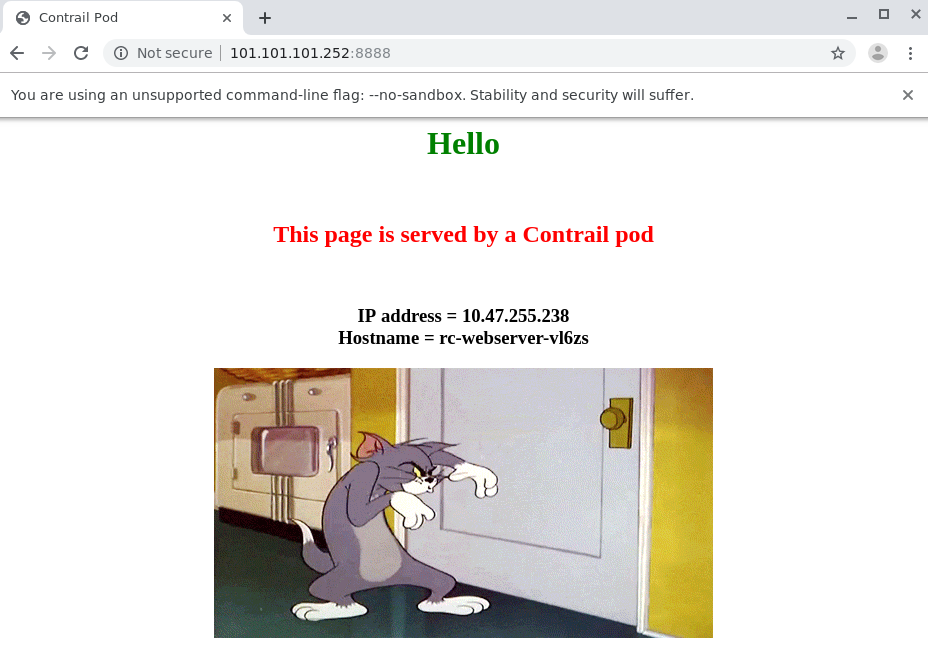 Contrail Pod
Not secure 101.101.101.252:8888
You are using an unsupported command-line flag: --no-sandbox. Stability and security will suffer.
Hello
This page is served by a Contrail pod
IP address = 10.47.255.238
Hostname = rc-webserver-vl6zs